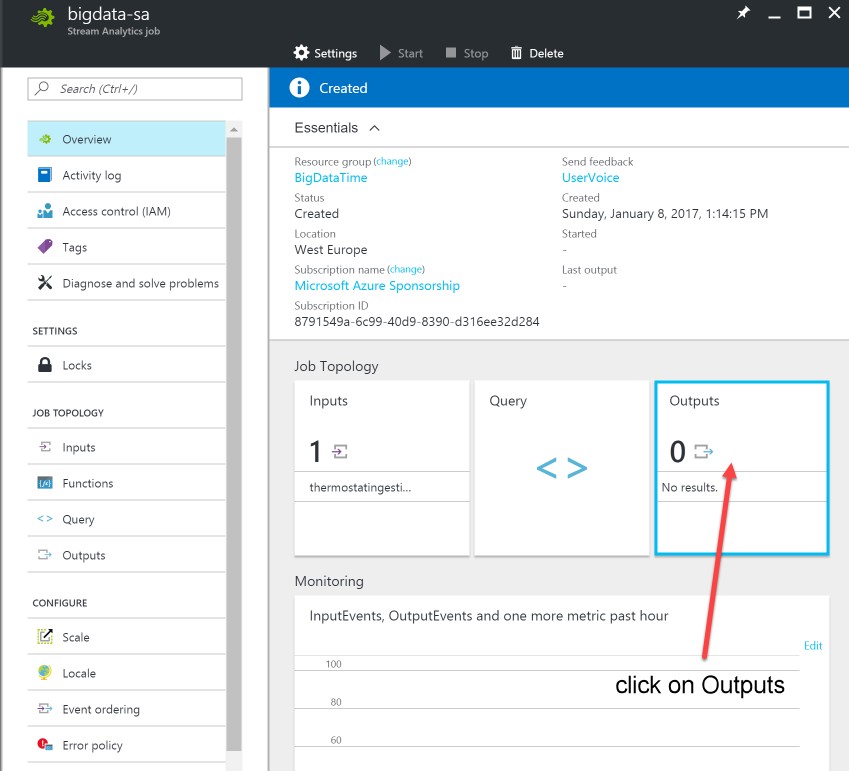 bigdata-sa
Stream Analytics job
Settings Start Stop Delete
Search (Ctrl+/)
Overview
Activity log
Access control (IAM)
Tags
Diagnose and solve problems
SETTINGS
Locks
JOB TOPOLOGY
Inputs
Functions
Query
Outputs
CONFIGURE
Scale
Locale
Event ordering
Error policy
Created
Essentials
Resource group (change)
BigDataTime
Status
Created
Location
West Europe
Subscription name (change)
Microsoft Azure Sponsorship
Subscription ID
8791549a-6c99-40d9-8390-d316ee32d284
Send feedback
UserVoice
Created
Sunday, January 8, 2017, 1:14:15 PM
Started
-
Last output
-
Job Topology
Inputs
1
thermostatingesti...
Query
< >
Outputs
0
No results.
Monitoring
InputEvents, OutputEvents and one more metric past hour
Edit
100
80
60
click on Outputs